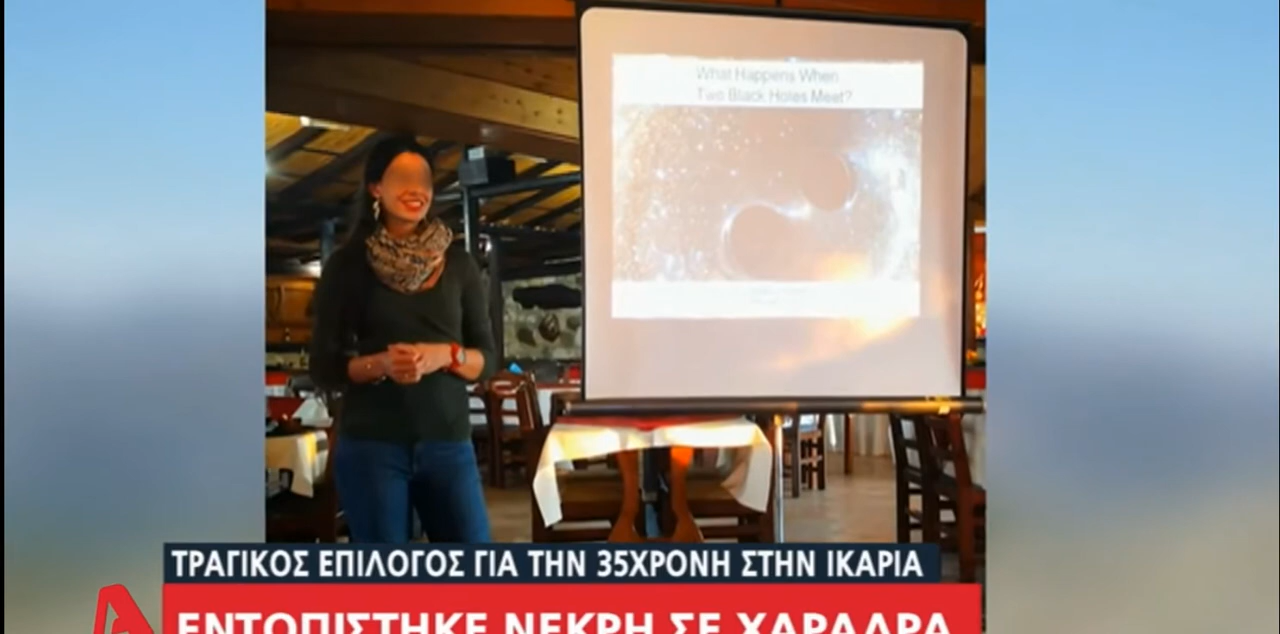 What Happens When
Two Black Holes Meet?
ΤΡΑΓΙΚΟΣ ΕΠΙΛΟΓΟΣ ΓΙΑ ΤΗΝ 35ΧΡΟΝΗ ΣΤΗΝ ΙΚΑΡΙΑ
ΕΝΤΟΠΙΣΤΗΚΕ ΝΕΚΡΗ ΣΕ ΧΑΡΑΔΡΑ